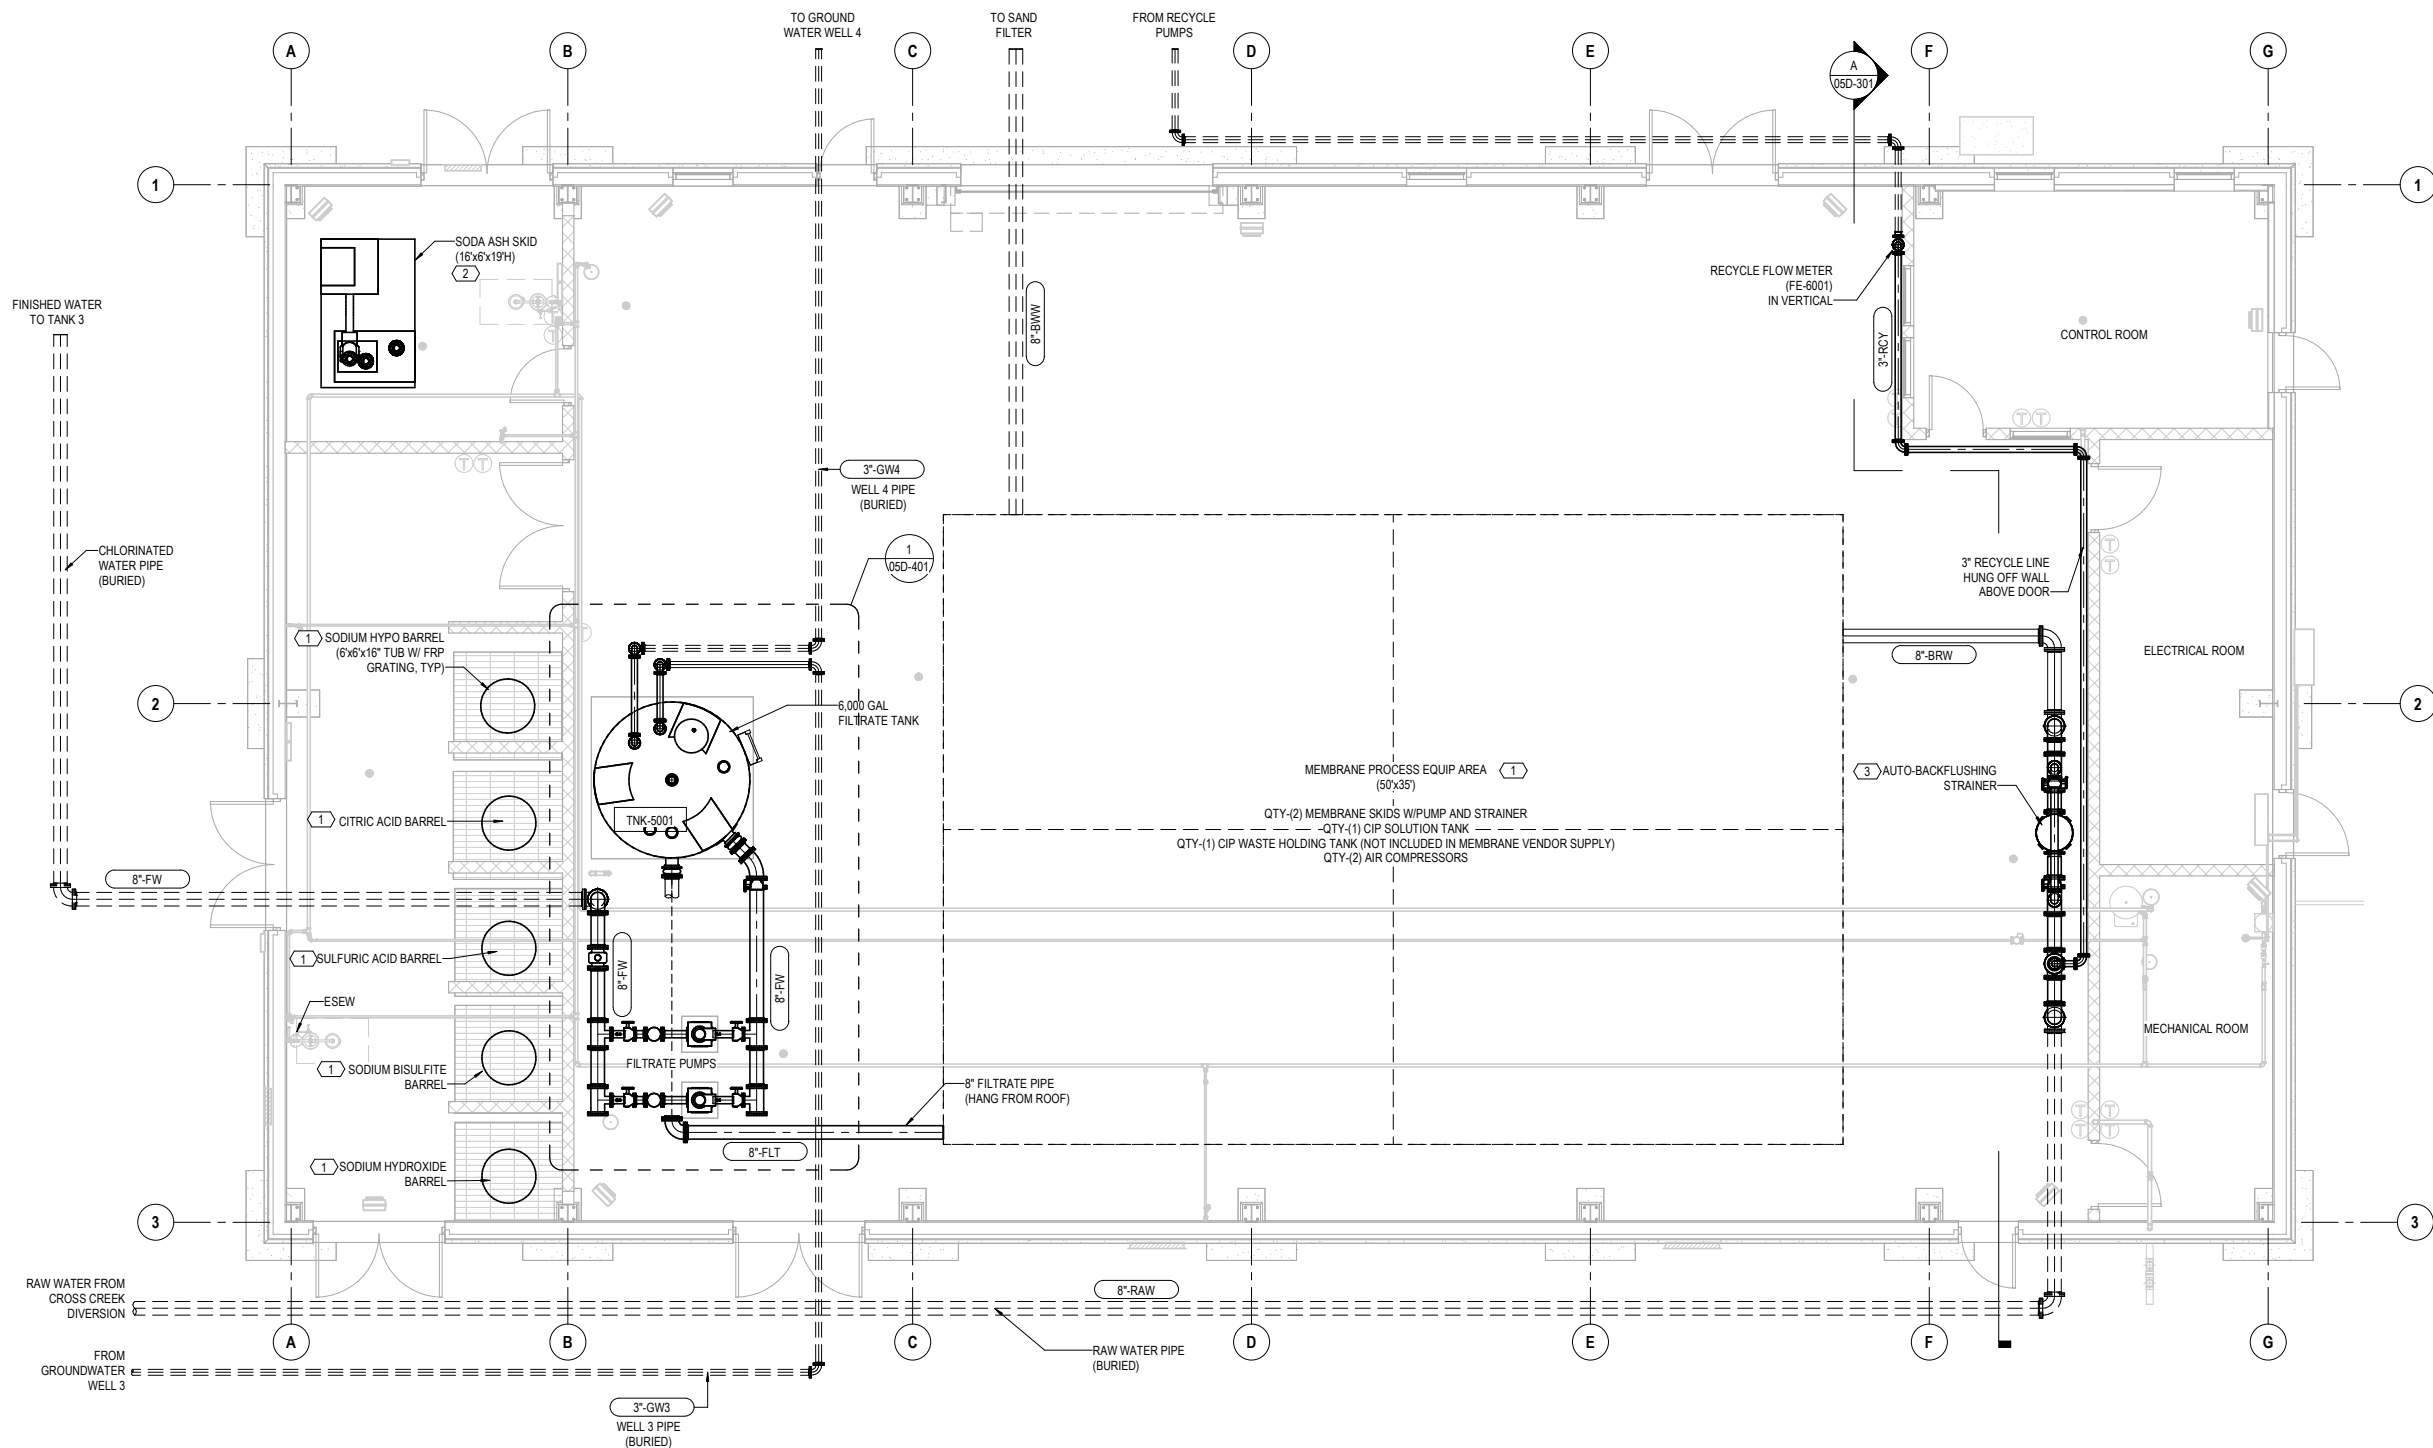 TO GROUND
WATER WELL 4
TO SAND
FILTER
FROM RECYCLE
PUMPS
A
B
C
D
E
A
05D-301
F
G
1
1
SODA ASH SKID
(16'x6'x19'H)
2
FINISHED WATER
TO TANK 3
8"-BWW
RECYCLE FLOW METER
(FE-6001)
IN VERTICAL
3"-RCY
CONTROL ROOM
T T
T T
3"-GW4
WELL 4 PIPE
(BURIED)
1
05D-401
CHLORINATED
WATER PIPE
(BURIED)
T
T
3" RECYCLE LINE
HUNG OFF WALL
ABOVE DOOR
1 SODIUM HYPO BARREL
(6'x6'x16" TUB W/ FRP
GRATING, TYP)
8"-BRW
ELECTRICAL ROOM
2
2
6,000 GAL
FILTRATE TANK
MEMBRANE PROCESS EQUIP AREA 1
(50'x35')
3 AUTO-BACKFLUSHING
STRAINER
QTY-(2) MEMBRANE SKIDS W/PUMP AND STRAINER
QTY-(1) CIP SOLUTION TANK
QTY-(1) CIP WASTE HOLDING TANK (NOT INCLUDED IN MEMBRANE VENDOR SUPPLY)
QTY-(2) AIR COMPRESSORS
TNK-5001
1 CITRIC ACID BARREL
8"-FW
1 SULFURIC ACID BARREL
8"-FW
8"-FW
ESEW
MECHANICAL ROOM
1 SODIUM BISULFITE
BARREL
FILTRATE PUMPS
8" FILTRATE PIPE
(HANG FROM ROOF)
T T
T T
8"-FLT
1 SODIUM HYDROXIDE
BARREL
3
3
RAW WATER FROM
CROSS CREEK
DIVERSION
8"-RAW
A
B
C
D
E
F
G
RAW WATER PIPE
(BURIED)
FROM
GROUNDWATER
WELL 3
3"-GW3
WELL 3 PIPE
(BURIED)